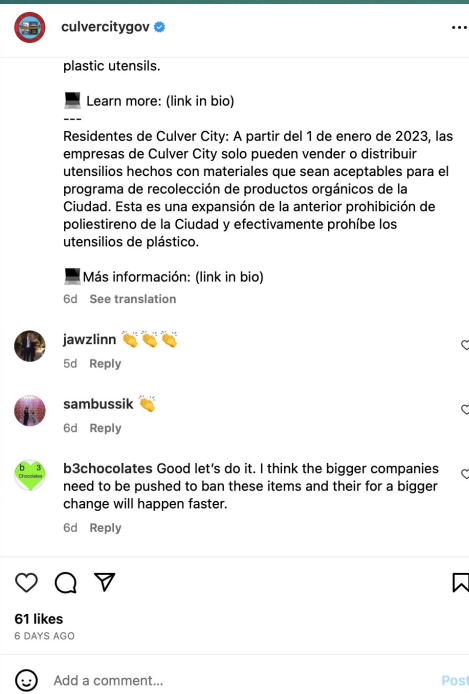 culvercitygov
plastic utensils.
Learn more: (link in bio)
---
Residentes de Culver City: A partir del 1 de enero de 2023, las
empresas de Culver City solo pueden vender o distribuir
utensilios hechos con materiales que sean aceptables para el
programa de recolección de productos orgánicos de la
Ciudad. Esta es una expansión de la anterior prohibición de
poliestireno de la Ciudad y efectivamente prohíbe los
utensilios de plástico.
Más información: (link in bio)
6d See translation
jawzlinn 👏👏👏
5d Reply
sambussik 👏
6d Reply
b 3
Chocolates
b3chocolates Good let's do it. I think the bigger companies
need to be pushed to ban these items and their for a bigger
change will happen faster.
6d Reply
61 likes
6 DAYS AGO
Add a comment...
Post